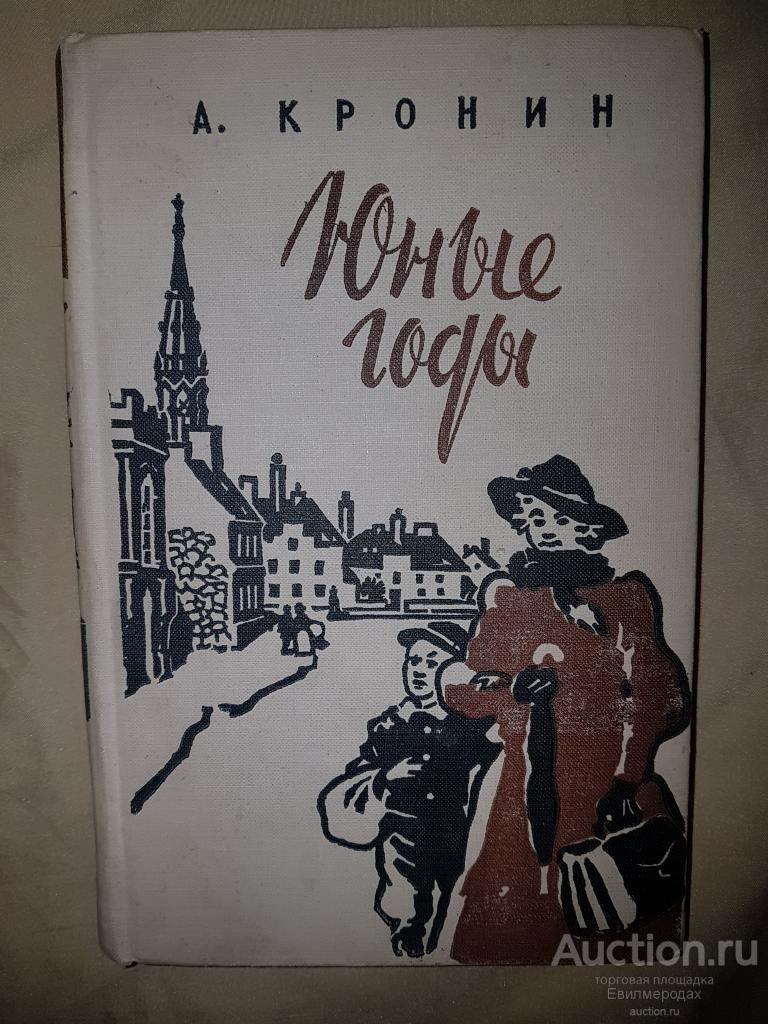 А. КРОНИН
Юные
годы
Auction.ru
торговая площадка
Евилмеродах
auction.ru